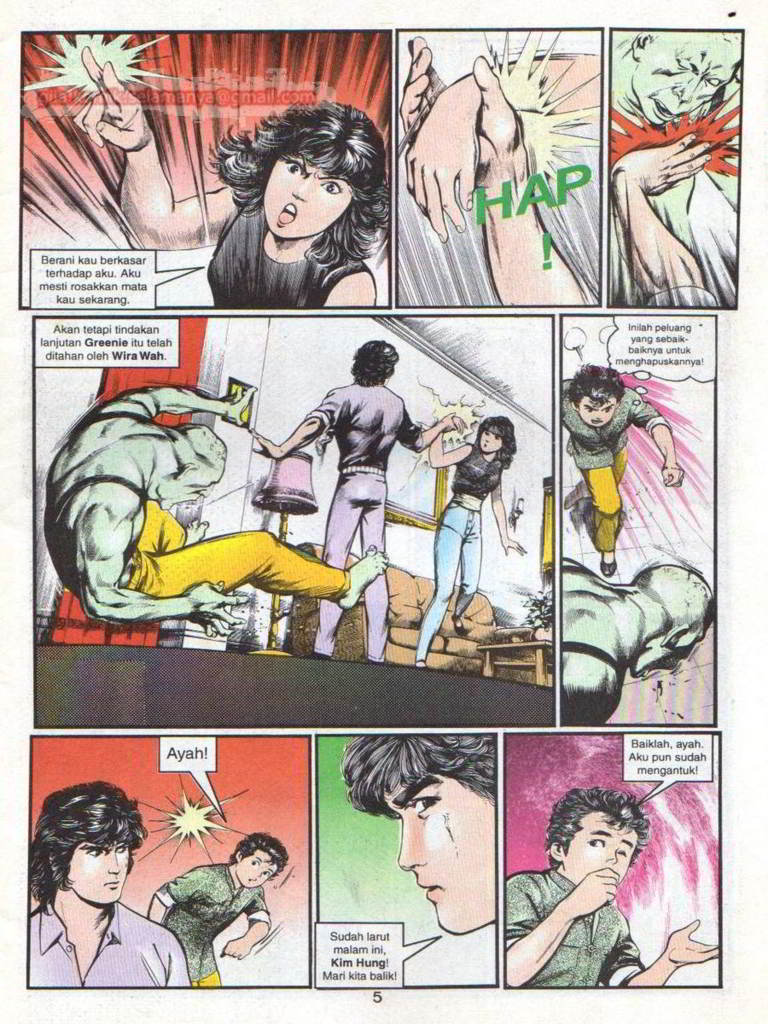 Berani kau berkasar
terhadap aku. Aku
mesti rosakkan mata
kau sekarang.
HAP
!
Akan tetapi tindakan
lanjutan Greenie itu telah
ditahan oleh Wira Wah.
Inilah peluang
yang sebaik-
baiknya untuk
menghapuskannya!
Ayah!
Sudah larut
malam ini,
Kim Hung!
Mari kita balik!
Baiklah, ayah.
Aku pun sudah
mengantuk!
5